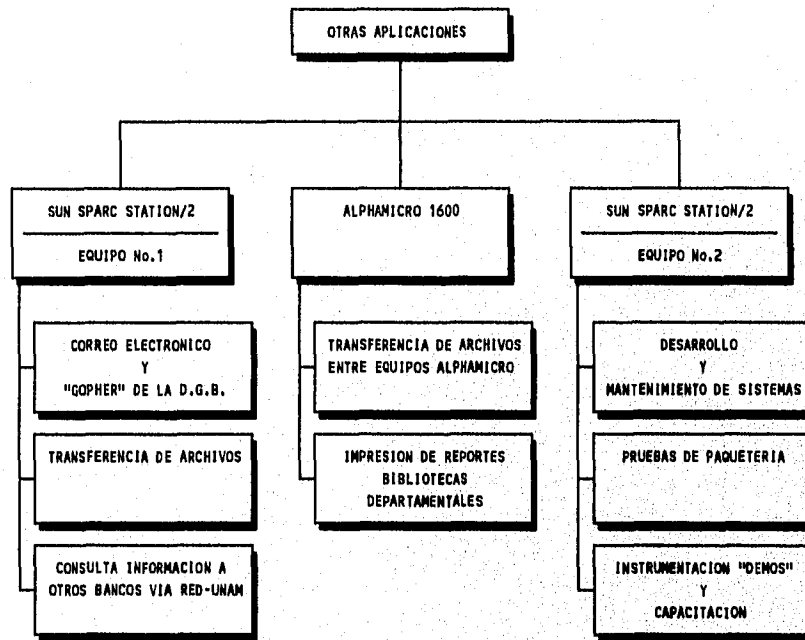 OTRAS APLICACIONES
SUN SPARC STATION/2
EQUIPO No.1
CORREO ELECTRONICO
Y
"GOPHER" DE LA D.G.B.
TRANSFERENCIA DE ARCHIVOS
CONSULTA INFORMACION A
OTROS BANCOS VIA RED-UNAM
ALPHAMICRO 1600
TRANSFERENCIA DE ARCHIVOS
ENTRE EQUIPOS ALPHAMICRO
IMPRESION DE REPORTES
BIBLIOTECAS
DEPARTAMENTALES
SUN SPARC STATION/2
EQUIPO No.2
DESARROLLO
Y
MANTENIMIENTO DE SISTEMAS
PRUEBAS DE PAQUETERIA
INSTRUMENTACION "DEMOS"
Y
CAPACITACION